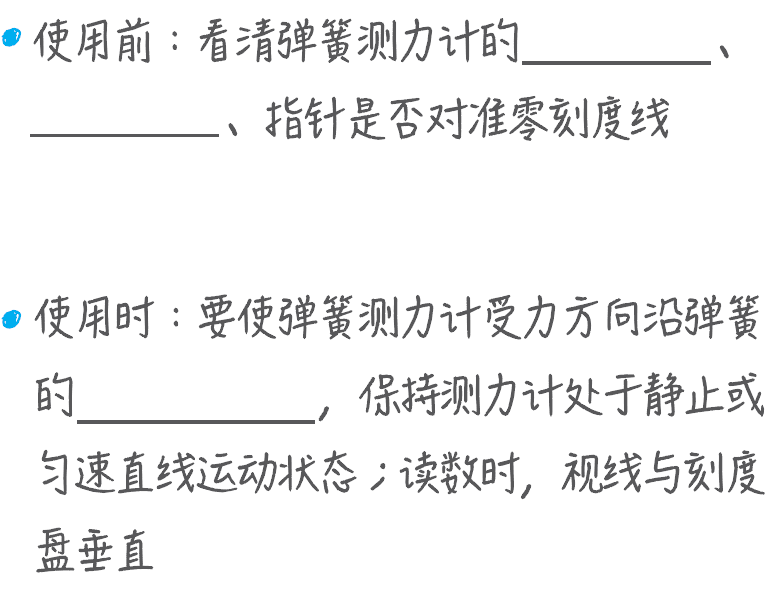 使用前：看清弹簧测力计的________、
________、指针是否对准零刻度线
使用时：要使弹簧测力计受力方向沿弹簧
的__________，保持测力计处于静止或
匀速直线运动状态；读数时，视线与刻度
盘垂直